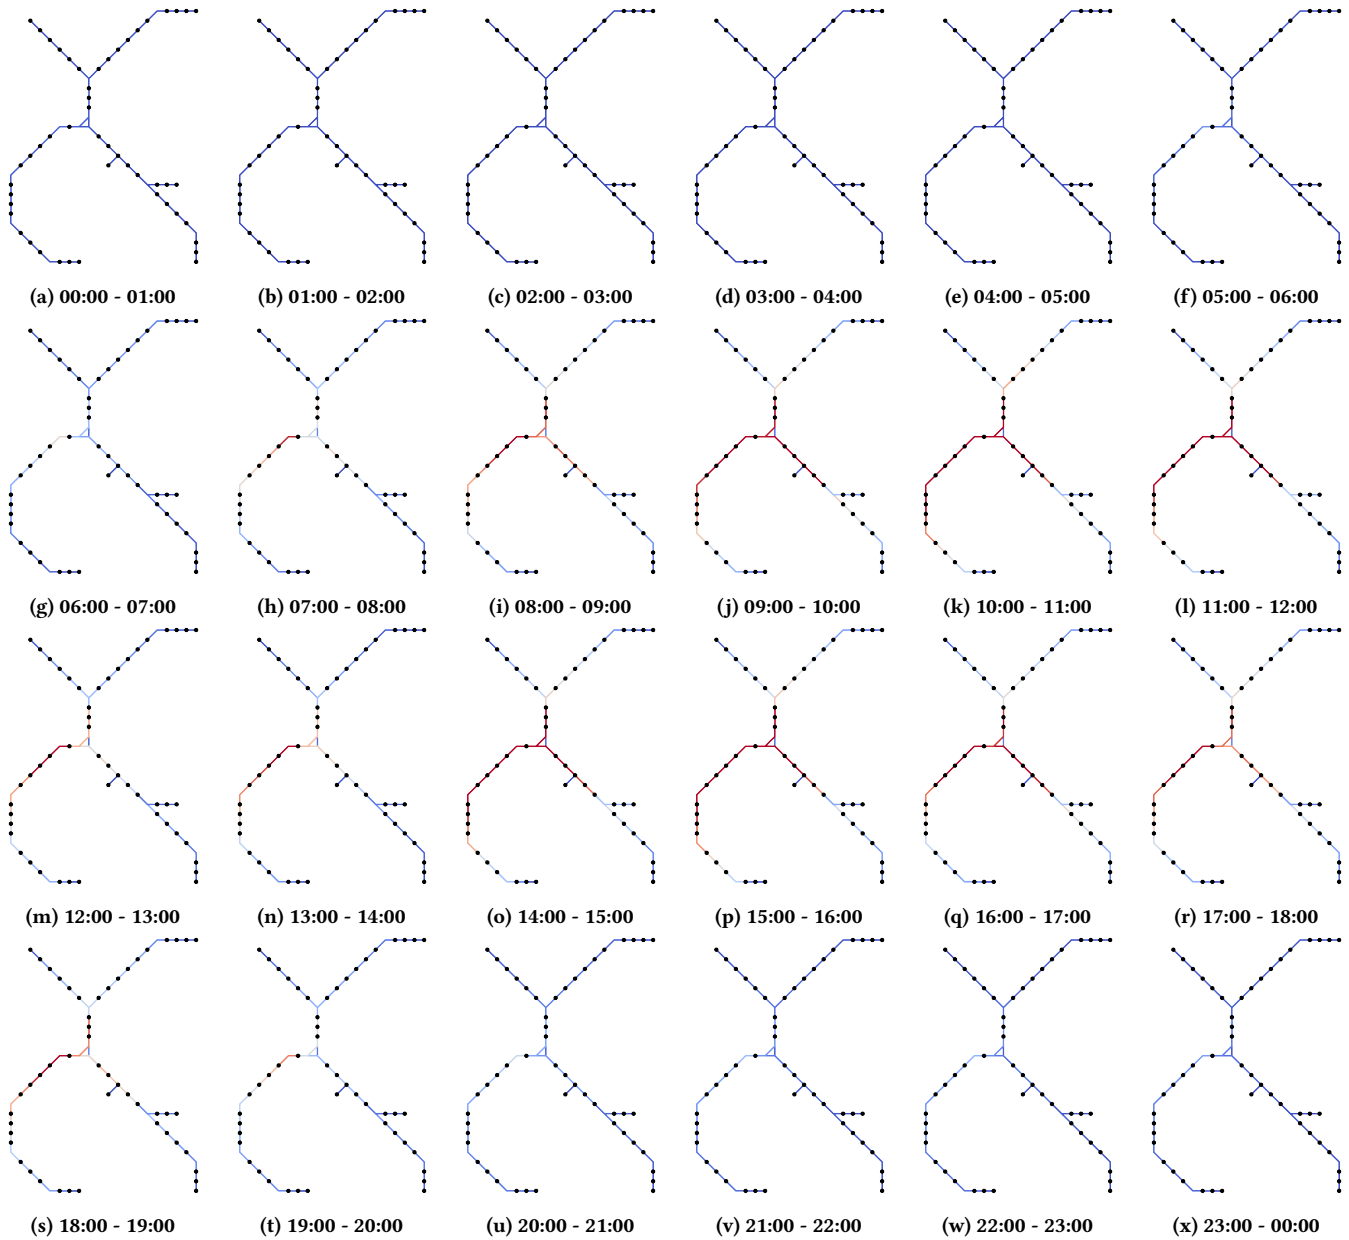 (a) 00:00 - 01:00 (b) 01:00 - 02:00 (c) 02:00 - 03:00 (d) 03:00 - 04:00 (e) 04:00 - 05:00 (f) 05:00 - 06:00
(g) 06:00 - 07:00 (h) 07:00 - 08:00 (i) 08:00 - 09:00 (j) 09:00 - 10:00 (k) 10:00 - 11:00 (l) 11:00 - 12:00
(m) 12:00 - 13:00 (n) 13:00 - 14:00 (o) 14:00 - 15:00 (p) 15:00 - 16:00 (q) 16:00 - 17:00 (r) 17:00 - 18:00
(s) 18:00 - 19:00 (t) 19:00 - 20:00 (u) 20:00 - 21:00 (v) 21:00 - 22:00 (w) 22:00 - 23:00 (x) 23:00 - 00:00